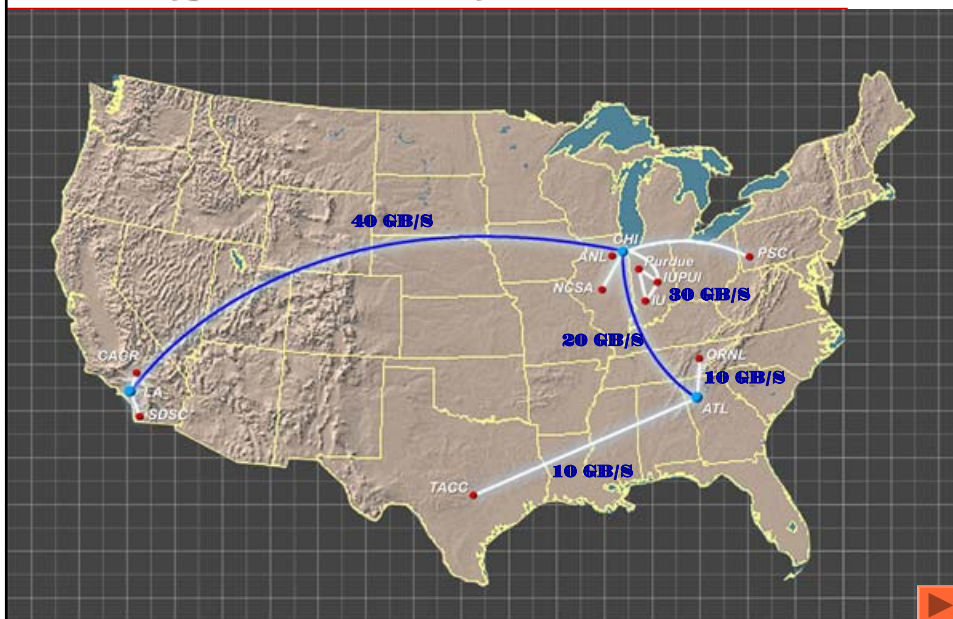 40 GB/S
CHI
ANL
Purdue
PSC
IUPUI
NCSA
IU
30 GB/S
20 GB/S
CACR
ORNL
LA
10 GB/S
SDSC
ATL
10 GB/S
TACC